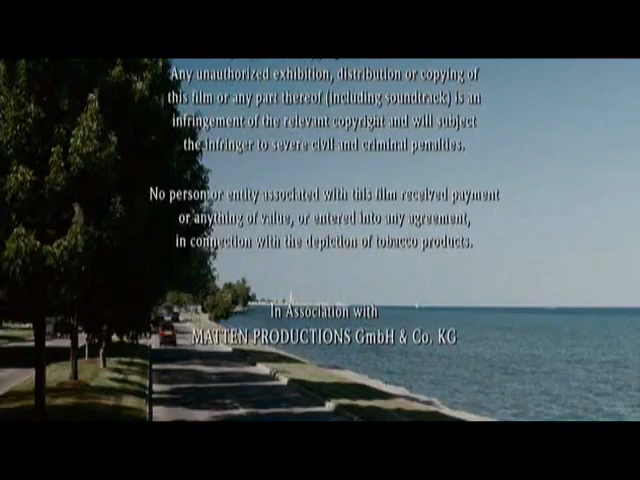 Any unauthorized exhibition, distribution or copying of
this film or any part thereof (including soundtrack) is an
infringement of the relevant copyright and will subject
the infringer to severe civil and criminal penalties.
No person or entity associated with this film received payment
or anything of value, or entered into any agreement,
in connection with the depiction of tobacco products.
In Association with
MATTEN PRODUCTIONS GmbH & Co. KG